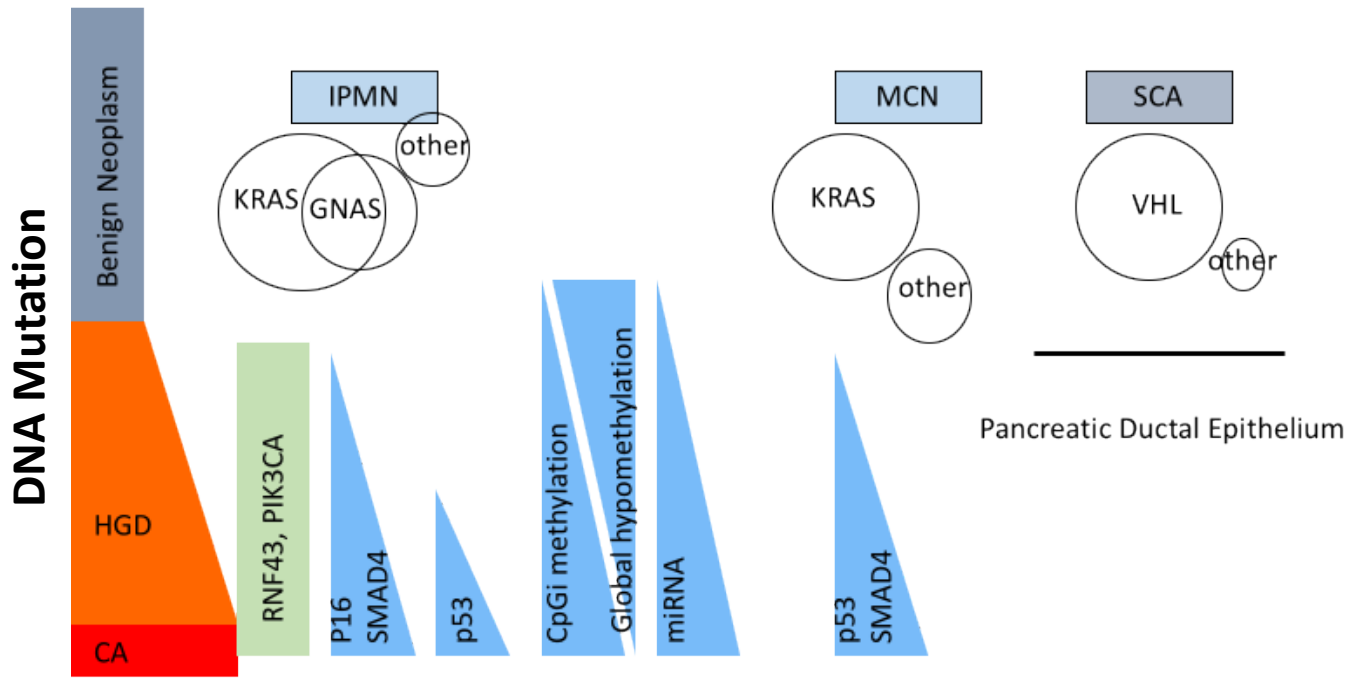 DNA Mutation
Benign Neoplasm
HGD
CA
IPMN
KRAS
GNAS
other
MCN
KRAS
other
SCA
VHL
other
RNF43, PIK3CA
P16
SMAD4
p53
CpGi methylation
Global hypomethylation
miRNA
p53
SMAD4
Pancreatic Ductal Epithelium